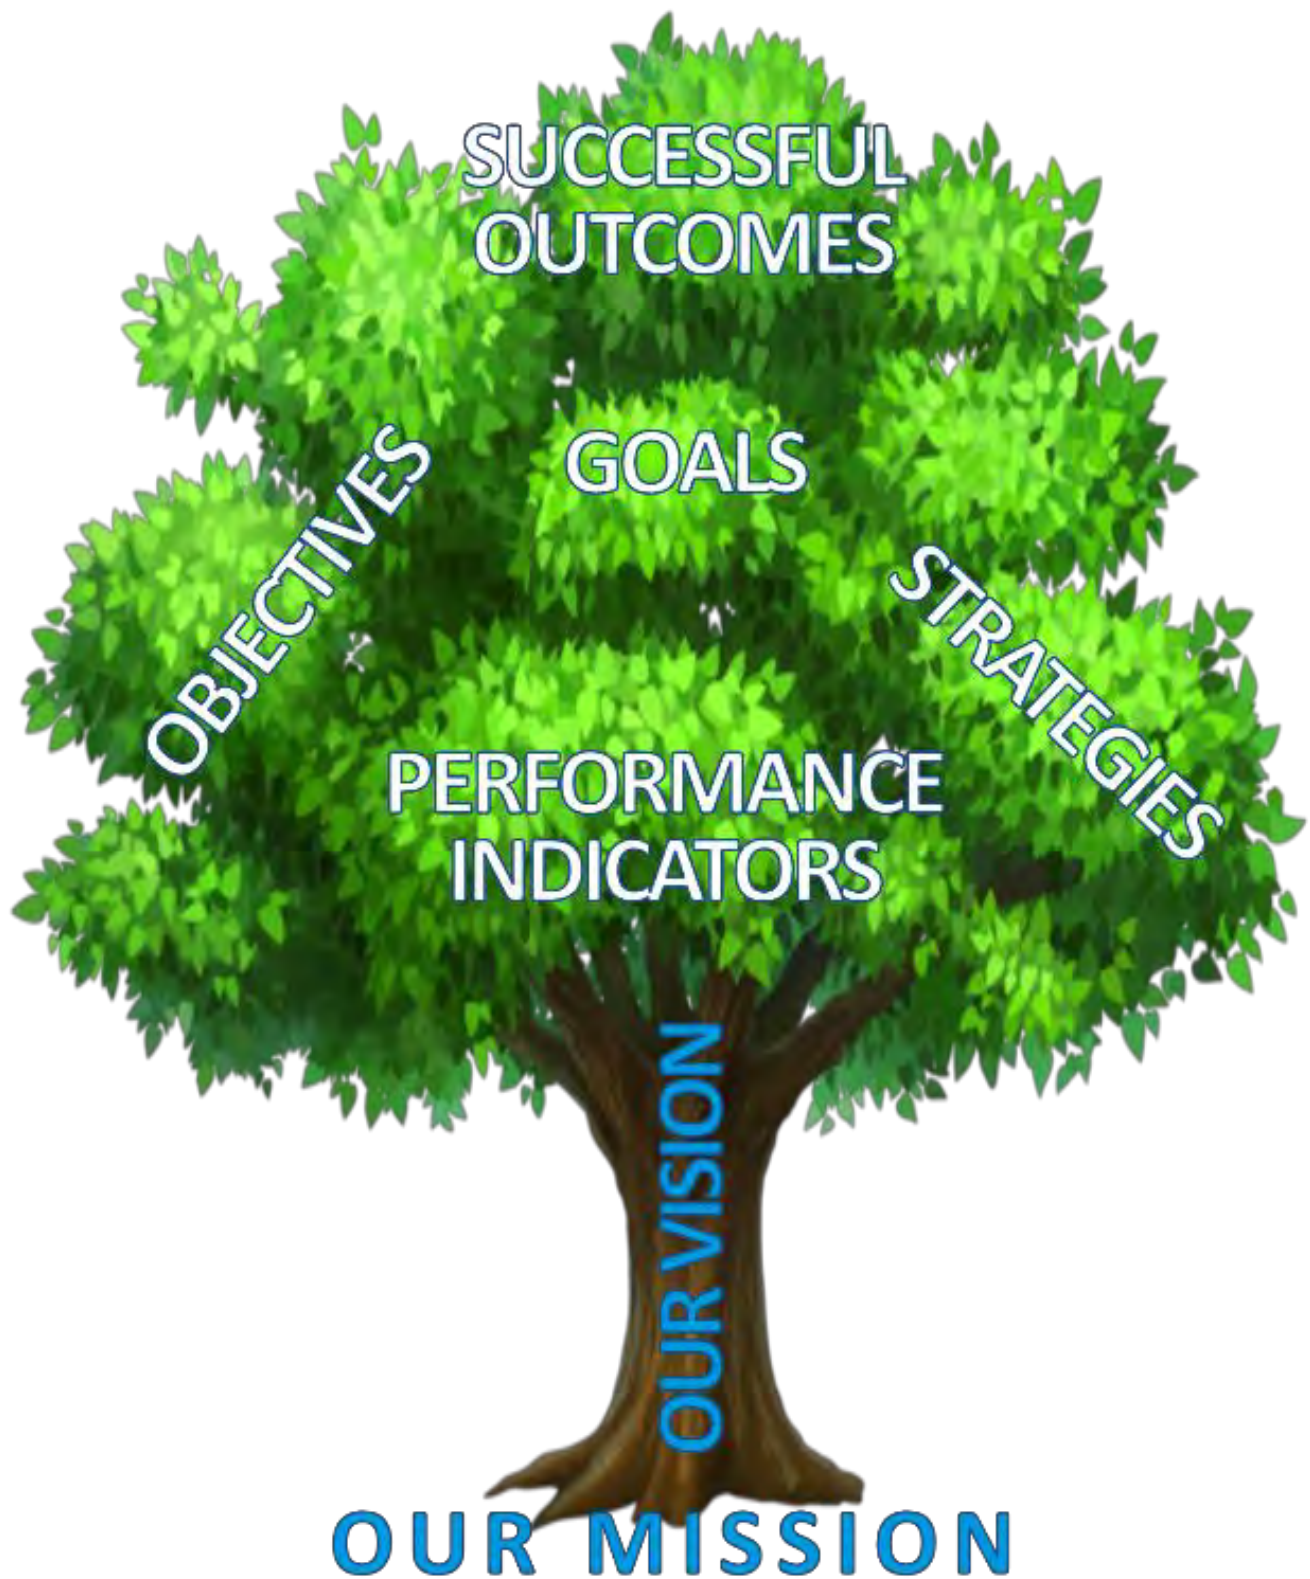 SUCCESSFUL
OUTCOMES
GOALS
OBJECTIVES
STRATEGIES
PERFORMANCE
INDICATORS
OUR VISION
OUR MISSION